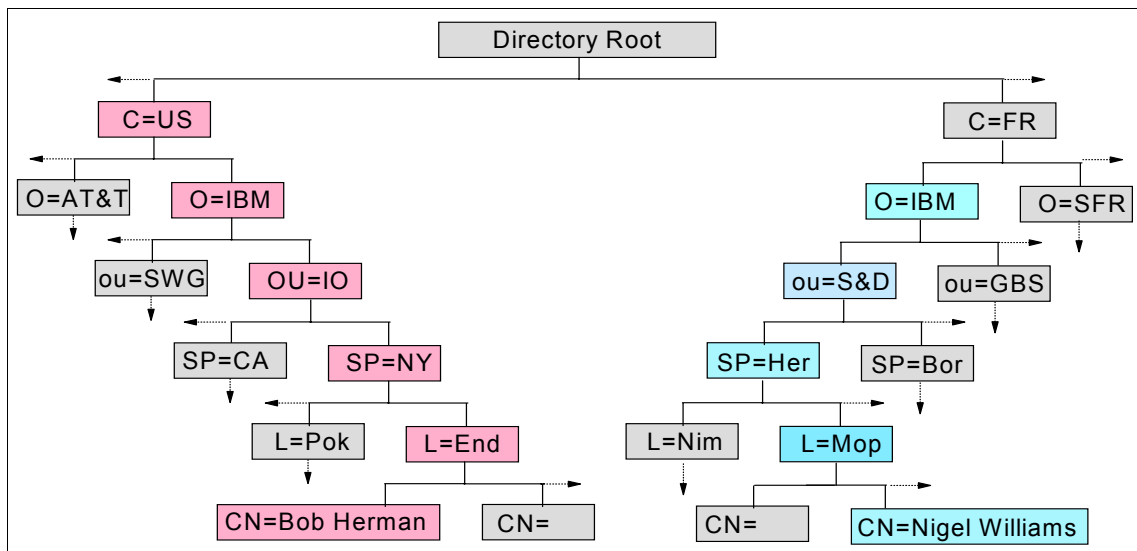 Directory Root
C=US
C=FR
O=AT&T
O=IBM
O=IBM
O=SFR
ou=SWG
OU=IO
ou=S&D
ou=GBS
SP=CA
SP=NY
SP=Her
SP=Bor
L=Pok
L=End
L=Nim
L=Mop
CN=Bob Herman
CN=
CN=
CN=Nigel Williams